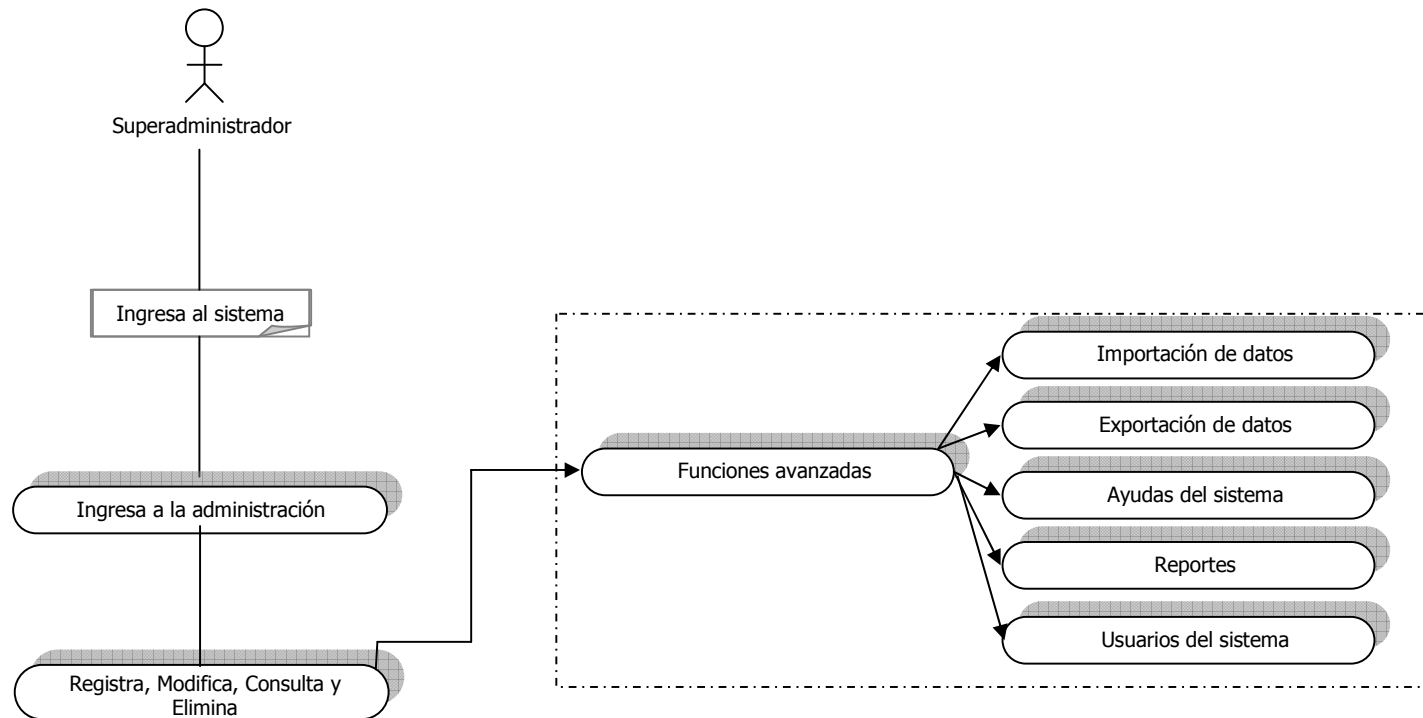 Superadministrador
Ingresa al sistema
Ingresa a la administración
Registra, Modifica, Consulta y
Elimina
Funciones avanzadas
Importación de datos
Exportación de datos
Ayudas del sistema
Reportes
Usuarios del sistema